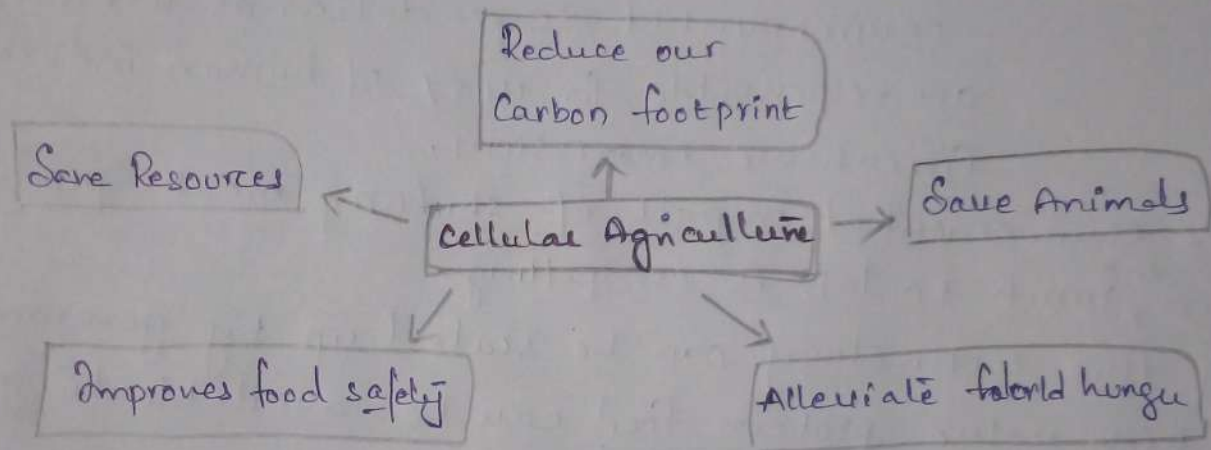 Reduce our
Carbon footprint
Save Resources
Cellular Agriculture
Save Animals
Improves food safety
Alleviate world hunger